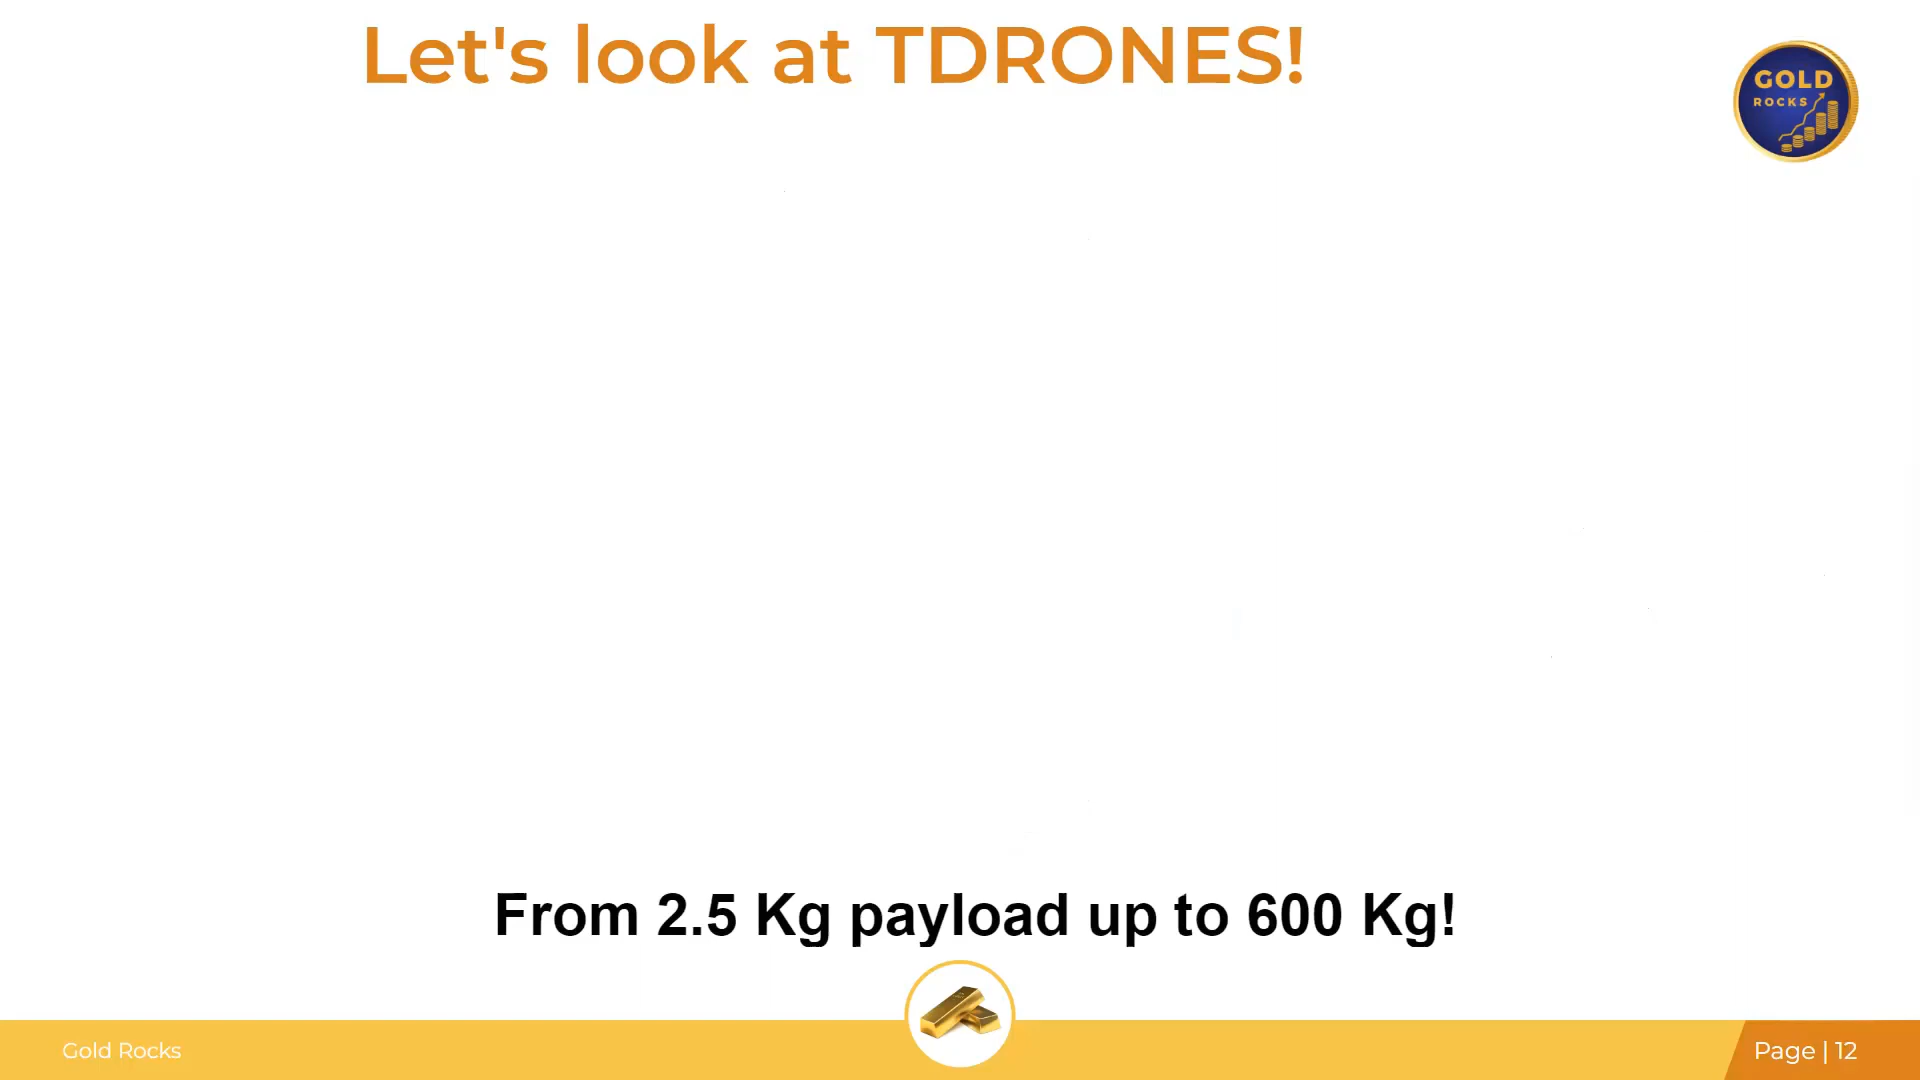 Let's look at TDRONES!
GOLD
ROCKS
From 2.5 Kg payload up to 600 Kg!
Gold Rocks
Page | 12